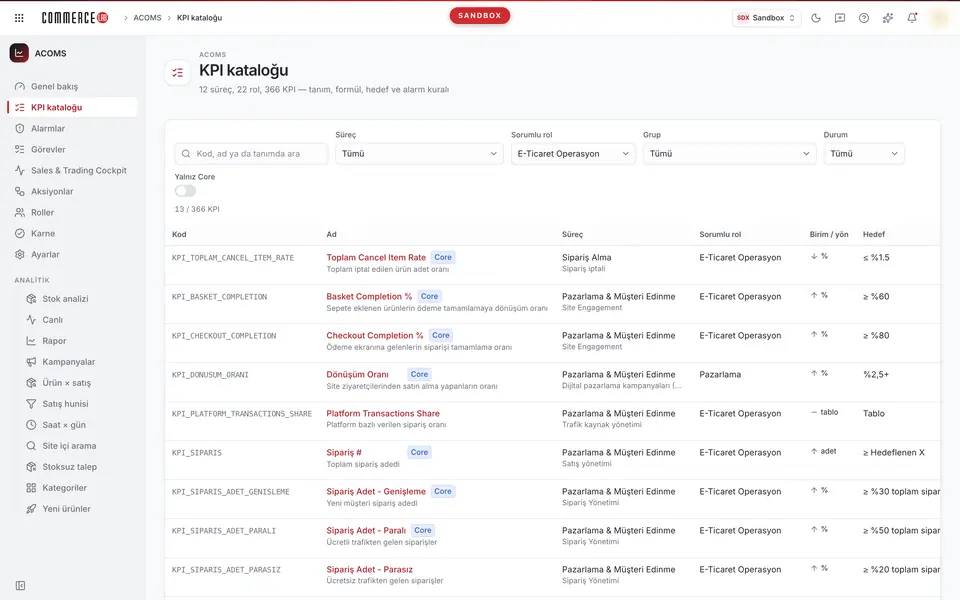 COMMERCE LAB
ACOMS
KPI kataloğu
SANDBOX
SDX Sandbox
ACOMS
Genel bakış
KPI kataloğu
Alarmlar
Görevler
Sales & Trading Cockpit
Aksiyonlar
Roller
Karne
Ayarlar
ANALİTİK
Stok analizi
Canlı
Rapor
Kampanyalar
Ürün × satış
Satış hunisi
Saat × gün
Site içi arama
Stoksuz talep
Kategoriler
Yeni ürünler
ACOMS
KPI kataloğu
12 süreç, 22 rol, 366 KPI — tanım, formül, hedef ve alarm kuralı
Kod, ad ya da tanımda ara
Süreç
Tümü
Sorumlu rol
E-Ticaret Operasyon
Grup
Tümü
Durum
Tümü
Yalnız Core
13 / 366 KPI
Kod Ad Süreç Sorumlu rol Birim / yön Hedef
KPI_TOPLAM_CANCEL_ITEM_RATE Toplam Cancel Item Rate Core Sipariş Alma E-Ticaret Operasyon ↓ % ≤ %1.5
Toplam iptal edilen ürün adet oranı Sipariş iptali
KPI_BASKET_COMPLETION Basket Completion % Core Pazarlama & Müşteri Edinme E-Ticaret Operasyon ↑ % ≥ %60
Sepete eklenen ürünlerin ödeme tamamlamaya dönüşüm oranı Site Engagement
KPI_CHECKOUT_COMPLETION Checkout Completion % Core Pazarlama & Müşteri Edinme E-Ticaret Operasyon ↑ % ≥ %80
Ödeme ekranına gelenlerin siparişi tamamlama oranı Site Engagement
KPI_DONUSUM_ORANI Dönüşüm Oranı Core Pazarlama & Müşteri Edinme Pazarlama ↑ % %2,5+
Site ziyaretçilerinden satın alma yapanların oranı Dijital pazarlama kampanyaları (...
KPI_PLATFORM_TRANSACTIONS_SHARE Platform Transactions Share Pazarlama & Müşteri Edinme E-Ticaret Operasyon — tablo Tablo
Platform bazlı verilen sipariş oranı Trafik kaynak yönetimi
KPI_SIPARIS Sipariş # Core Pazarlama & Müşteri Edinme E-Ticaret Operasyon ↑ adet ≥ Hedeflenen X
Toplam sipariş adedi Satış yönetimi
KPI_SIPARIS_ADET_GENISLEME Sipariş Adet - Genişleme Core Pazarlama & Müşteri Edinme E-Ticaret Operasyon ↑ % ≥ %30 toplam sipar
Yeni müşteri sipariş adedi Sipariş Yönetimi
KPI_SIPARIS_ADET_PARALI Sipariş Adet - Paralı Core Pazarlama & Müşteri Edinme E-Ticaret Operasyon ↑ % ≥ %50 toplam sipar
Ücretli trafikten gelen siparişler Sipariş Yönetimi
KPI_SIPARIS_ADET_PARASIZ Sipariş Adet - Parasız Pazarlama & Müşteri Edinme E-Ticaret Operasyon ↑ % ≥ %20 toplam sipar
Ücretsiz trafikten gelen siparişler Sipariş Yönetimi